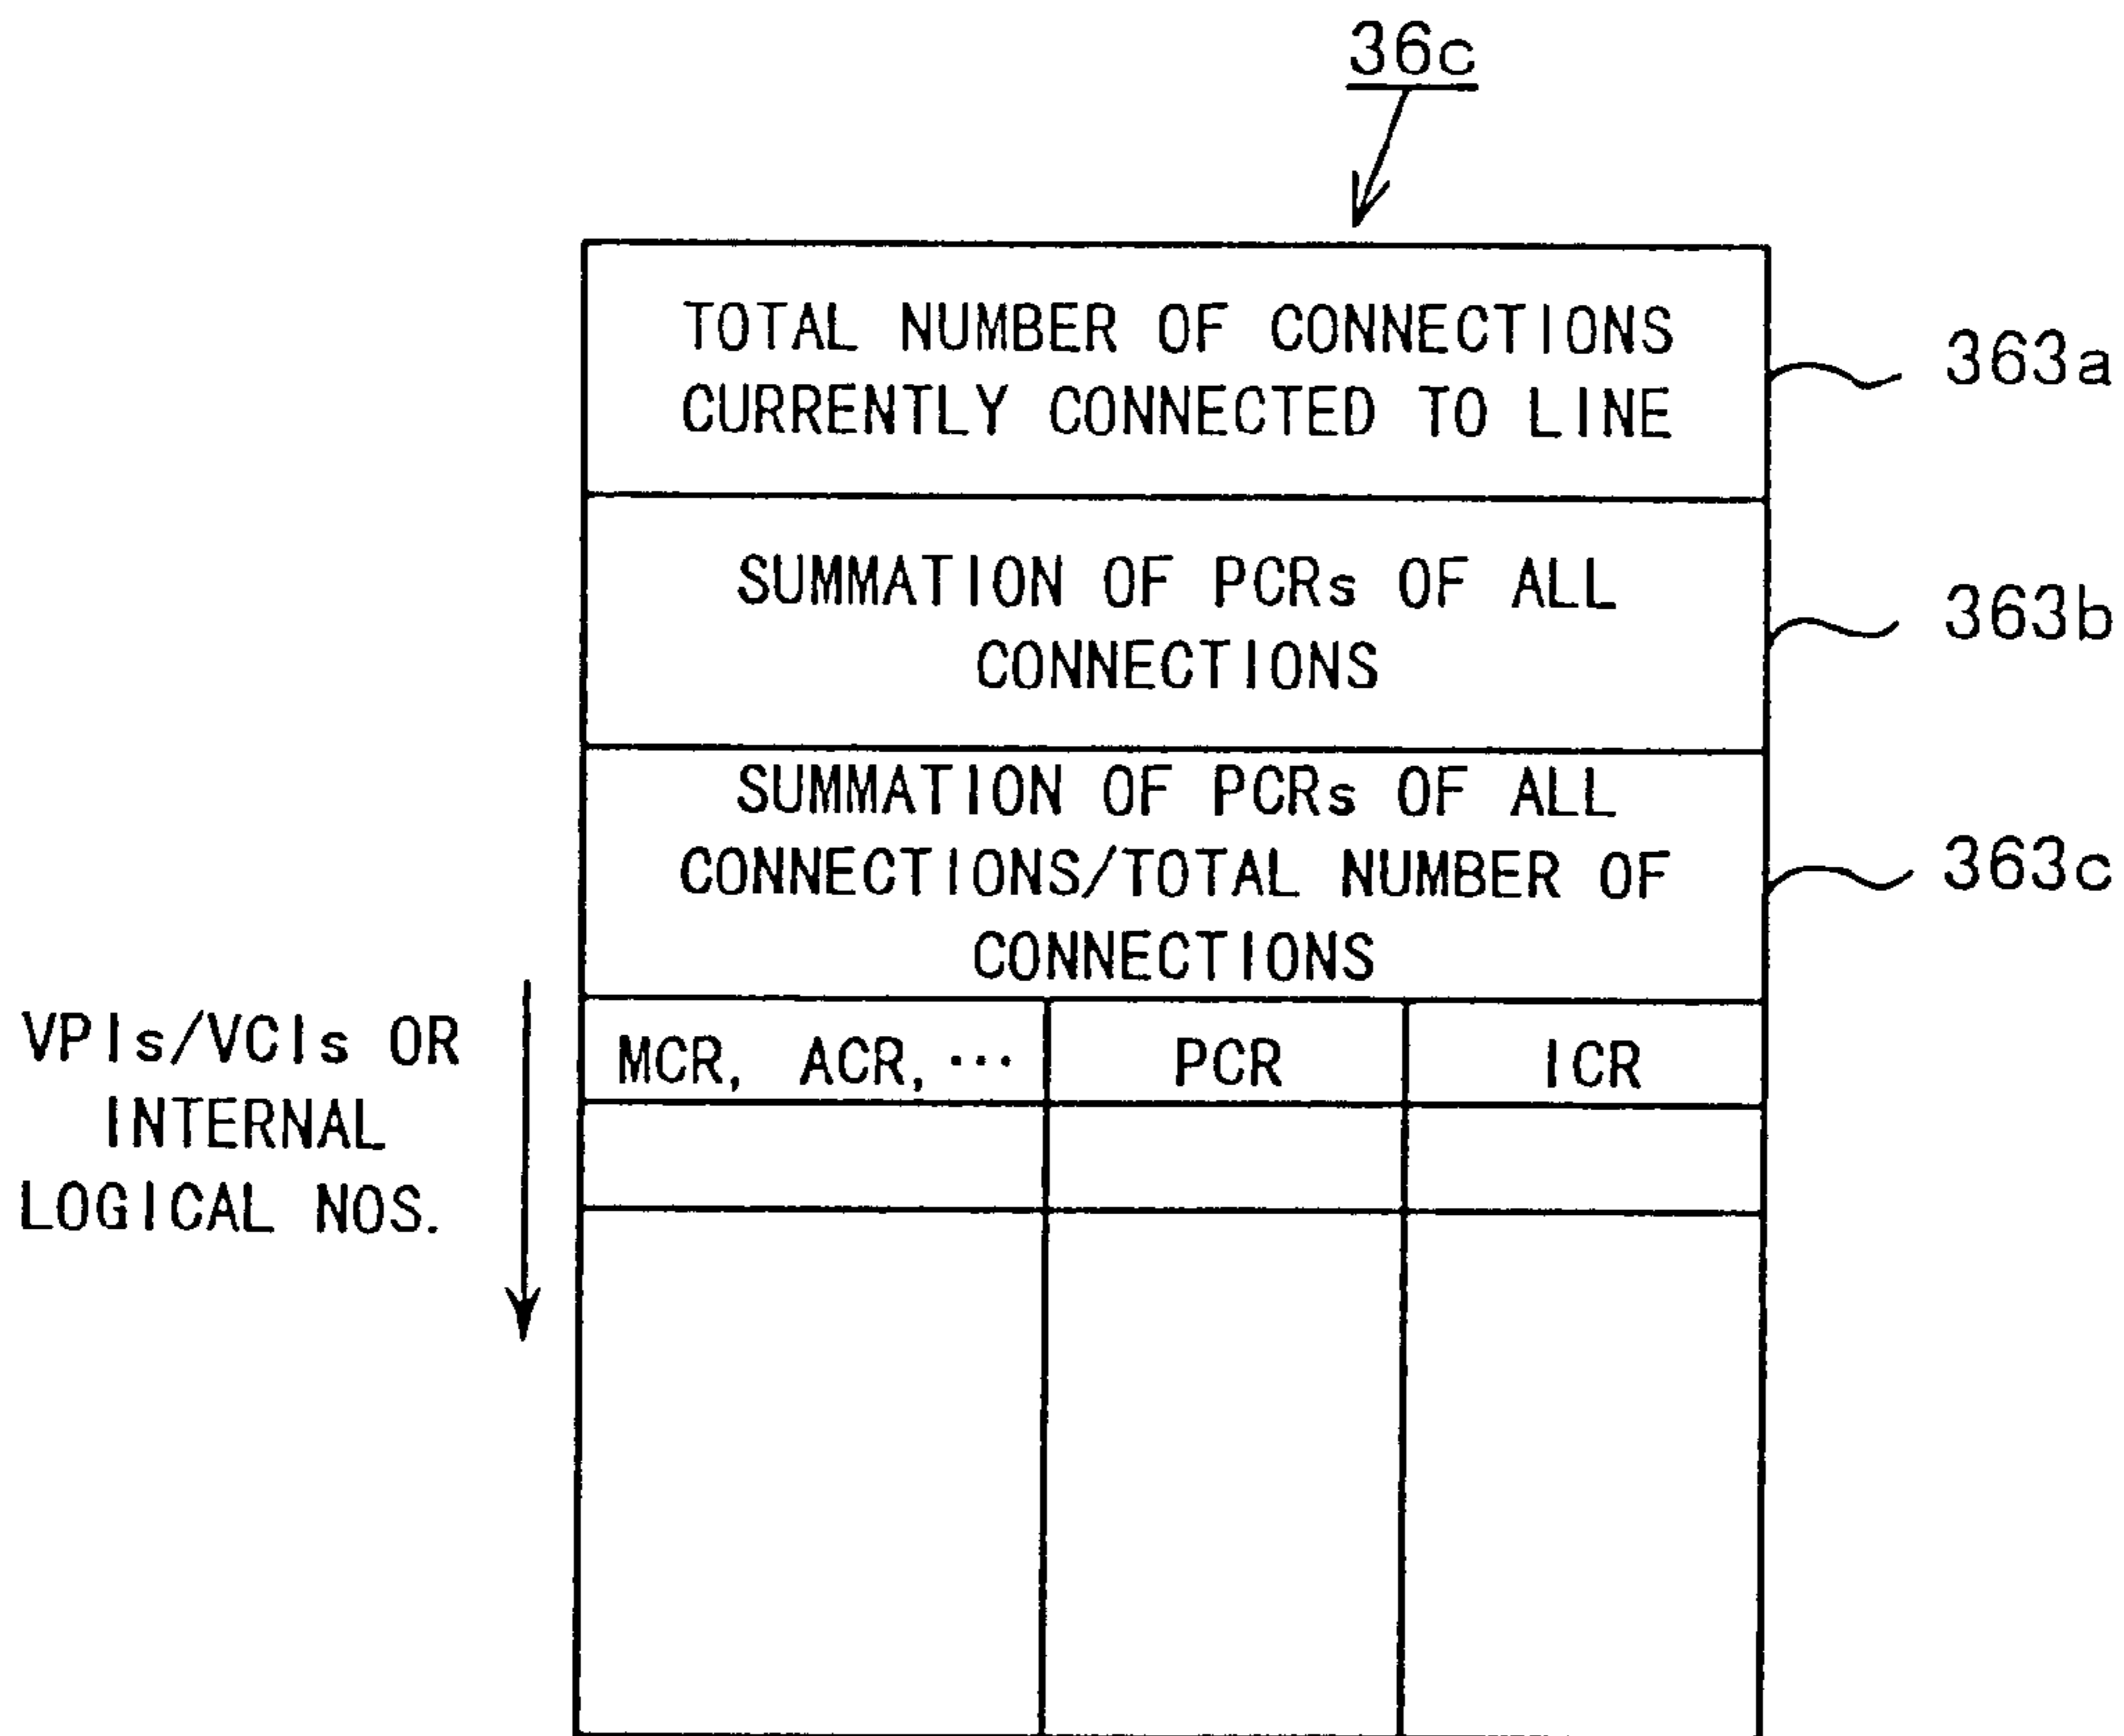 36c
TOTAL NUMBER OF CONNECTIONS
CURRENTLY CONNECTED TO LINE
363a
SUMMATION OF PCRs OF ALL
CONNECTIONS
363b
SUMMATION OF PCRs OF ALL
CONNECTIONS/TOTAL NUMBER OF
CONNECTIONS
363c
VPIs/VCIs OR
INTERNAL
LOGICAL NOS.
MCR, ACR, ··· PCR ICR